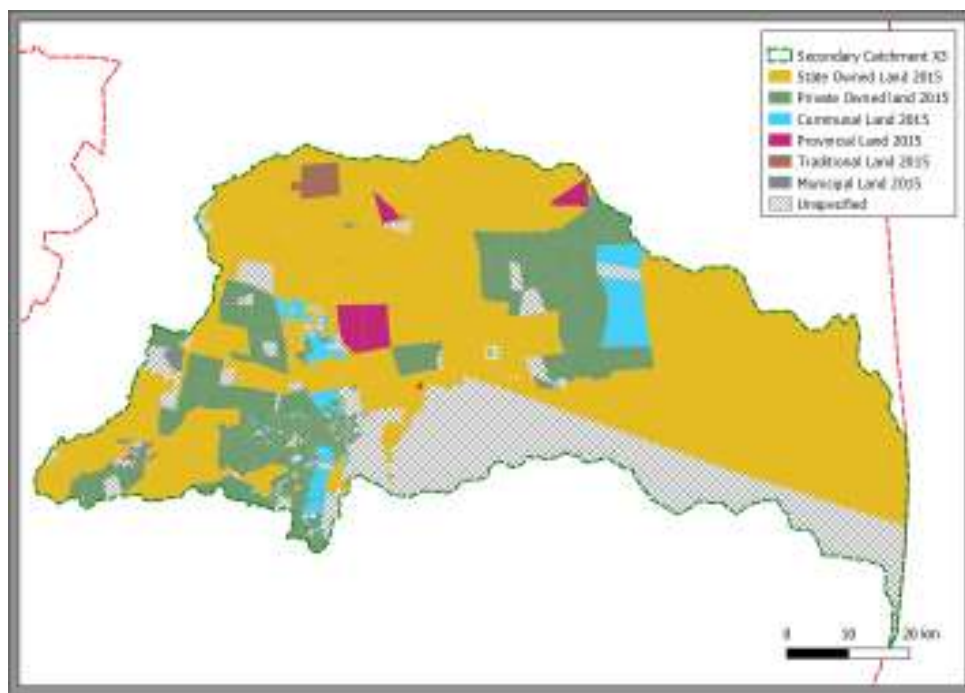 Secondary Catchment X3
State Owned Land 2015
Private Owned land 2015
Communal Land 2015
Provincial Land 2015
Traditional Land 2015
Municipal Land 2015
Unspecified
0 10 20 km